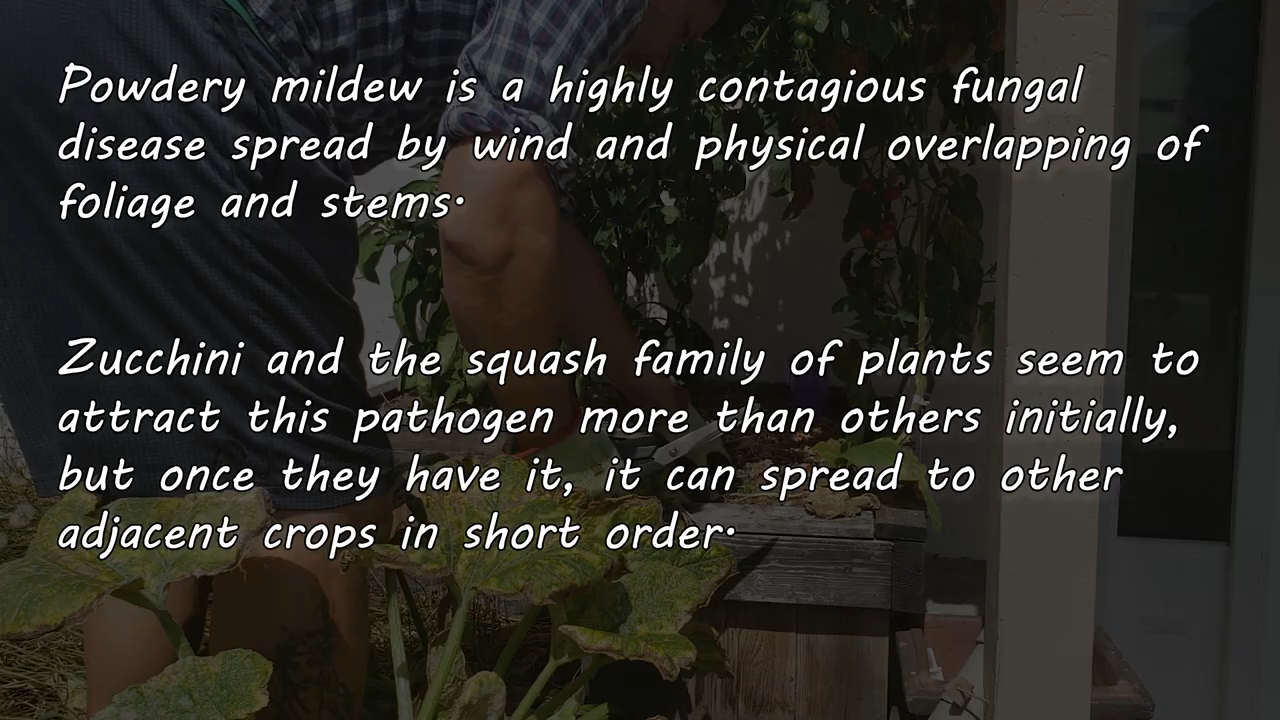 Powdery mildew is a highly contagious fungal
disease spread by wind and physical overlapping of
foliage and stems.
Zucchini and the squash family of plants seem to
attract this pathogen more than others initially,
but once they have it, it can spread to other
adjacent crops in short order.